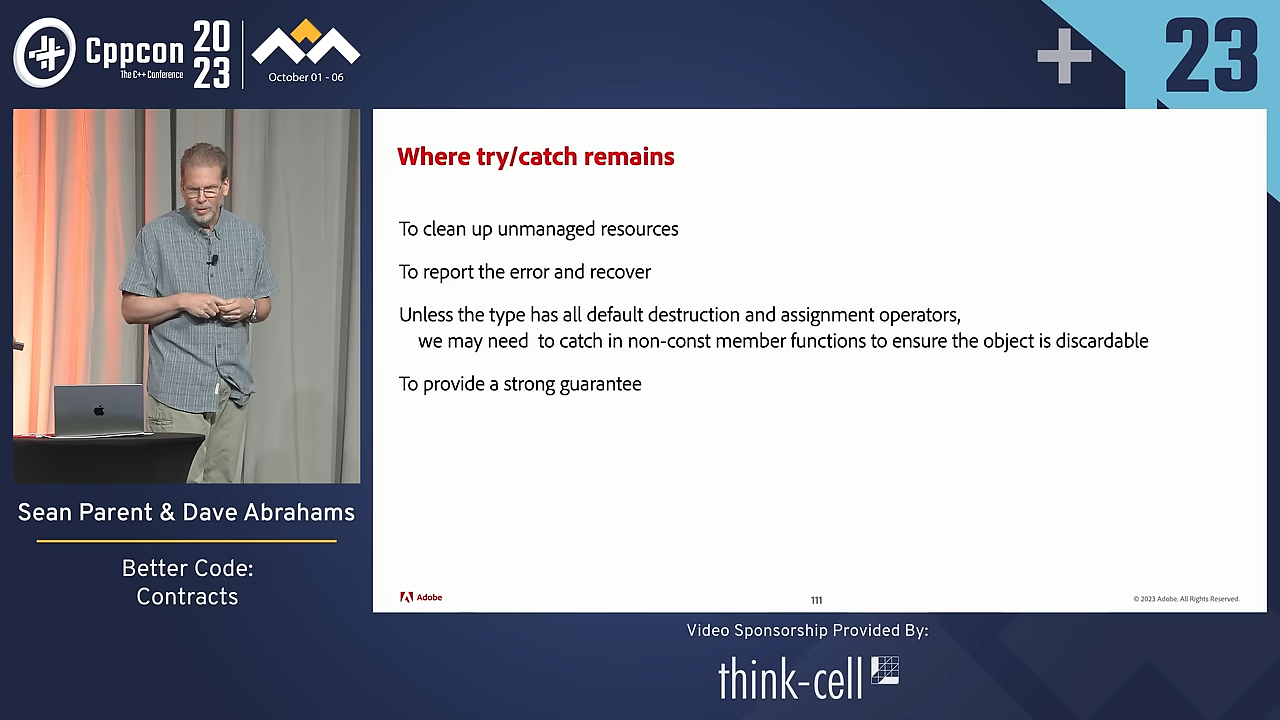 Cppcon
The C++ Conference
20
23
October 01 - 06
23
Where try/catch remains
To clean up unmanaged resources
To report the error and recover
Unless the type has all default destruction and assignment operators,
we may need to catch in non-const member functions to ensure the object is discardable
To provide a strong guarantee
Adobe
111
© 2023 Adobe. All Rights Reserved.
Sean Parent & Dave Abrahams
Better Code:
Contracts
Video Sponsorship Provided By:
think-cell